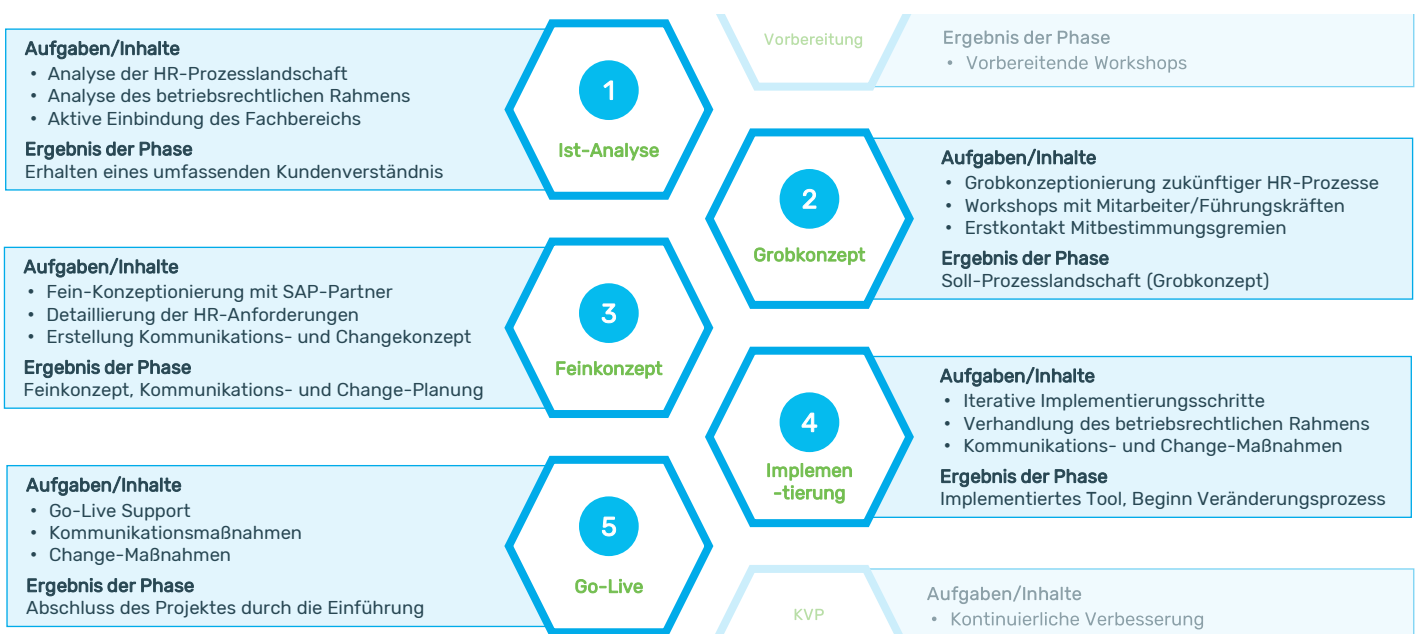 Vorbereitung
Ergebnis der Phase
• Vorbereitende Workshops
Aufgaben/Inhalte
• Analyse der HR-Prozesslandschaft
• Analyse des betriebsrechtlichen Rahmens
• Aktive Einbindung des Fachbereichs
Ergebnis der Phase
Erhalten eines umfassenden Kundenverständnis
1
Ist-Analyse
2
Grobkonzept
Aufgaben/Inhalte
• Grobkonzeptionierung zukünftiger HR-Prozesse
• Workshops mit Mitarbeiter/Führungskräften
• Erstkontakt Mitbestimmungsgremien
Ergebnis der Phase
Soll-Prozesslandschaft (Grobkonzept)
Aufgaben/Inhalte
• Fein-Konzeptionierung mit SAP-Partner
• Detaillierung der HR-Anforderungen
• Erstellung Kommunikations- und Changekonzept
Ergebnis der Phase
Feinkonzept, Kommunikations- und Change-Planung
3
Feinkonzept
4
Implemen
-tierung
Aufgaben/Inhalte
• Iterative Implementierungsschritte
• Verhandlung des betriebsrechtlichen Rahmens
• Kommunikations- und Change-Maßnahmen
Ergebnis der Phase
Implementiertes Tool, Beginn Veränderungsprozess
Aufgaben/Inhalte
• Go-Live Support
• Kommunikationsmaßnahmen
• Change-Maßnahmen
Ergebnis der Phase
Abschluss des Projektes durch die Einführung
5
Go-Live
KVP
Aufgaben/Inhalte
• Kontinuierliche Verbesserung